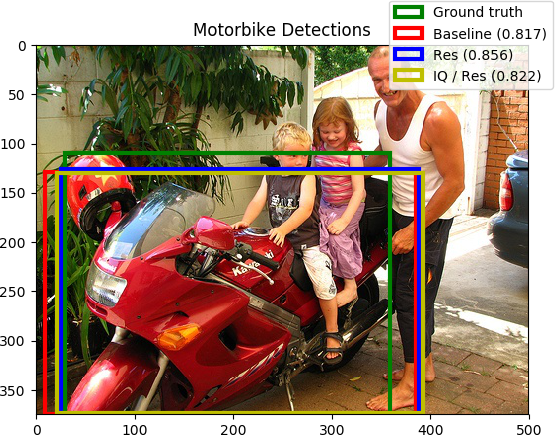 Motorbike Detections
Ground truth
Baseline (0.817)
Res (0.856)
IQ / Res (0.822)
0
50
100
150
200
250
300
350
0
100
200
300
400
500
Kawasaki